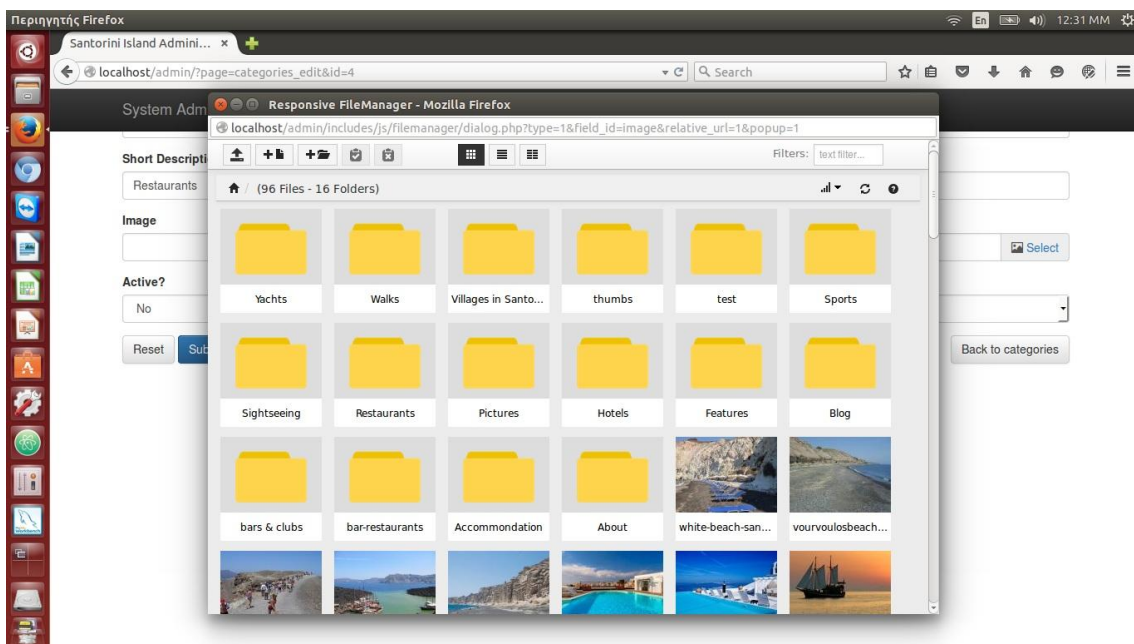 Περιηγητής Firefox
En
12:31 ΜΜ
Santorini Island Admini...
localhost/admin/?page=categories_edit&id=4
Search
System Adm
Responsive FileManager - Mozilla Firefox
localhost/admin/includes/js/filemanager/dialog.php?type=1&field_id=image&relative_url=1&popup=1
Filters: text filter...
Short Descripti
Restaurants
(96 Files - 16 Folders)
Image
Select
Active?
No
Reset
Sub
Back to categories
Yachts Walks Villages in Santo... thumbs test Sports
Sightseeing Restaurants Pictures Hotels Features Blog
bars & clubs bar-restaurants Accommondation About white-beach-san... vourvoulosbeach...